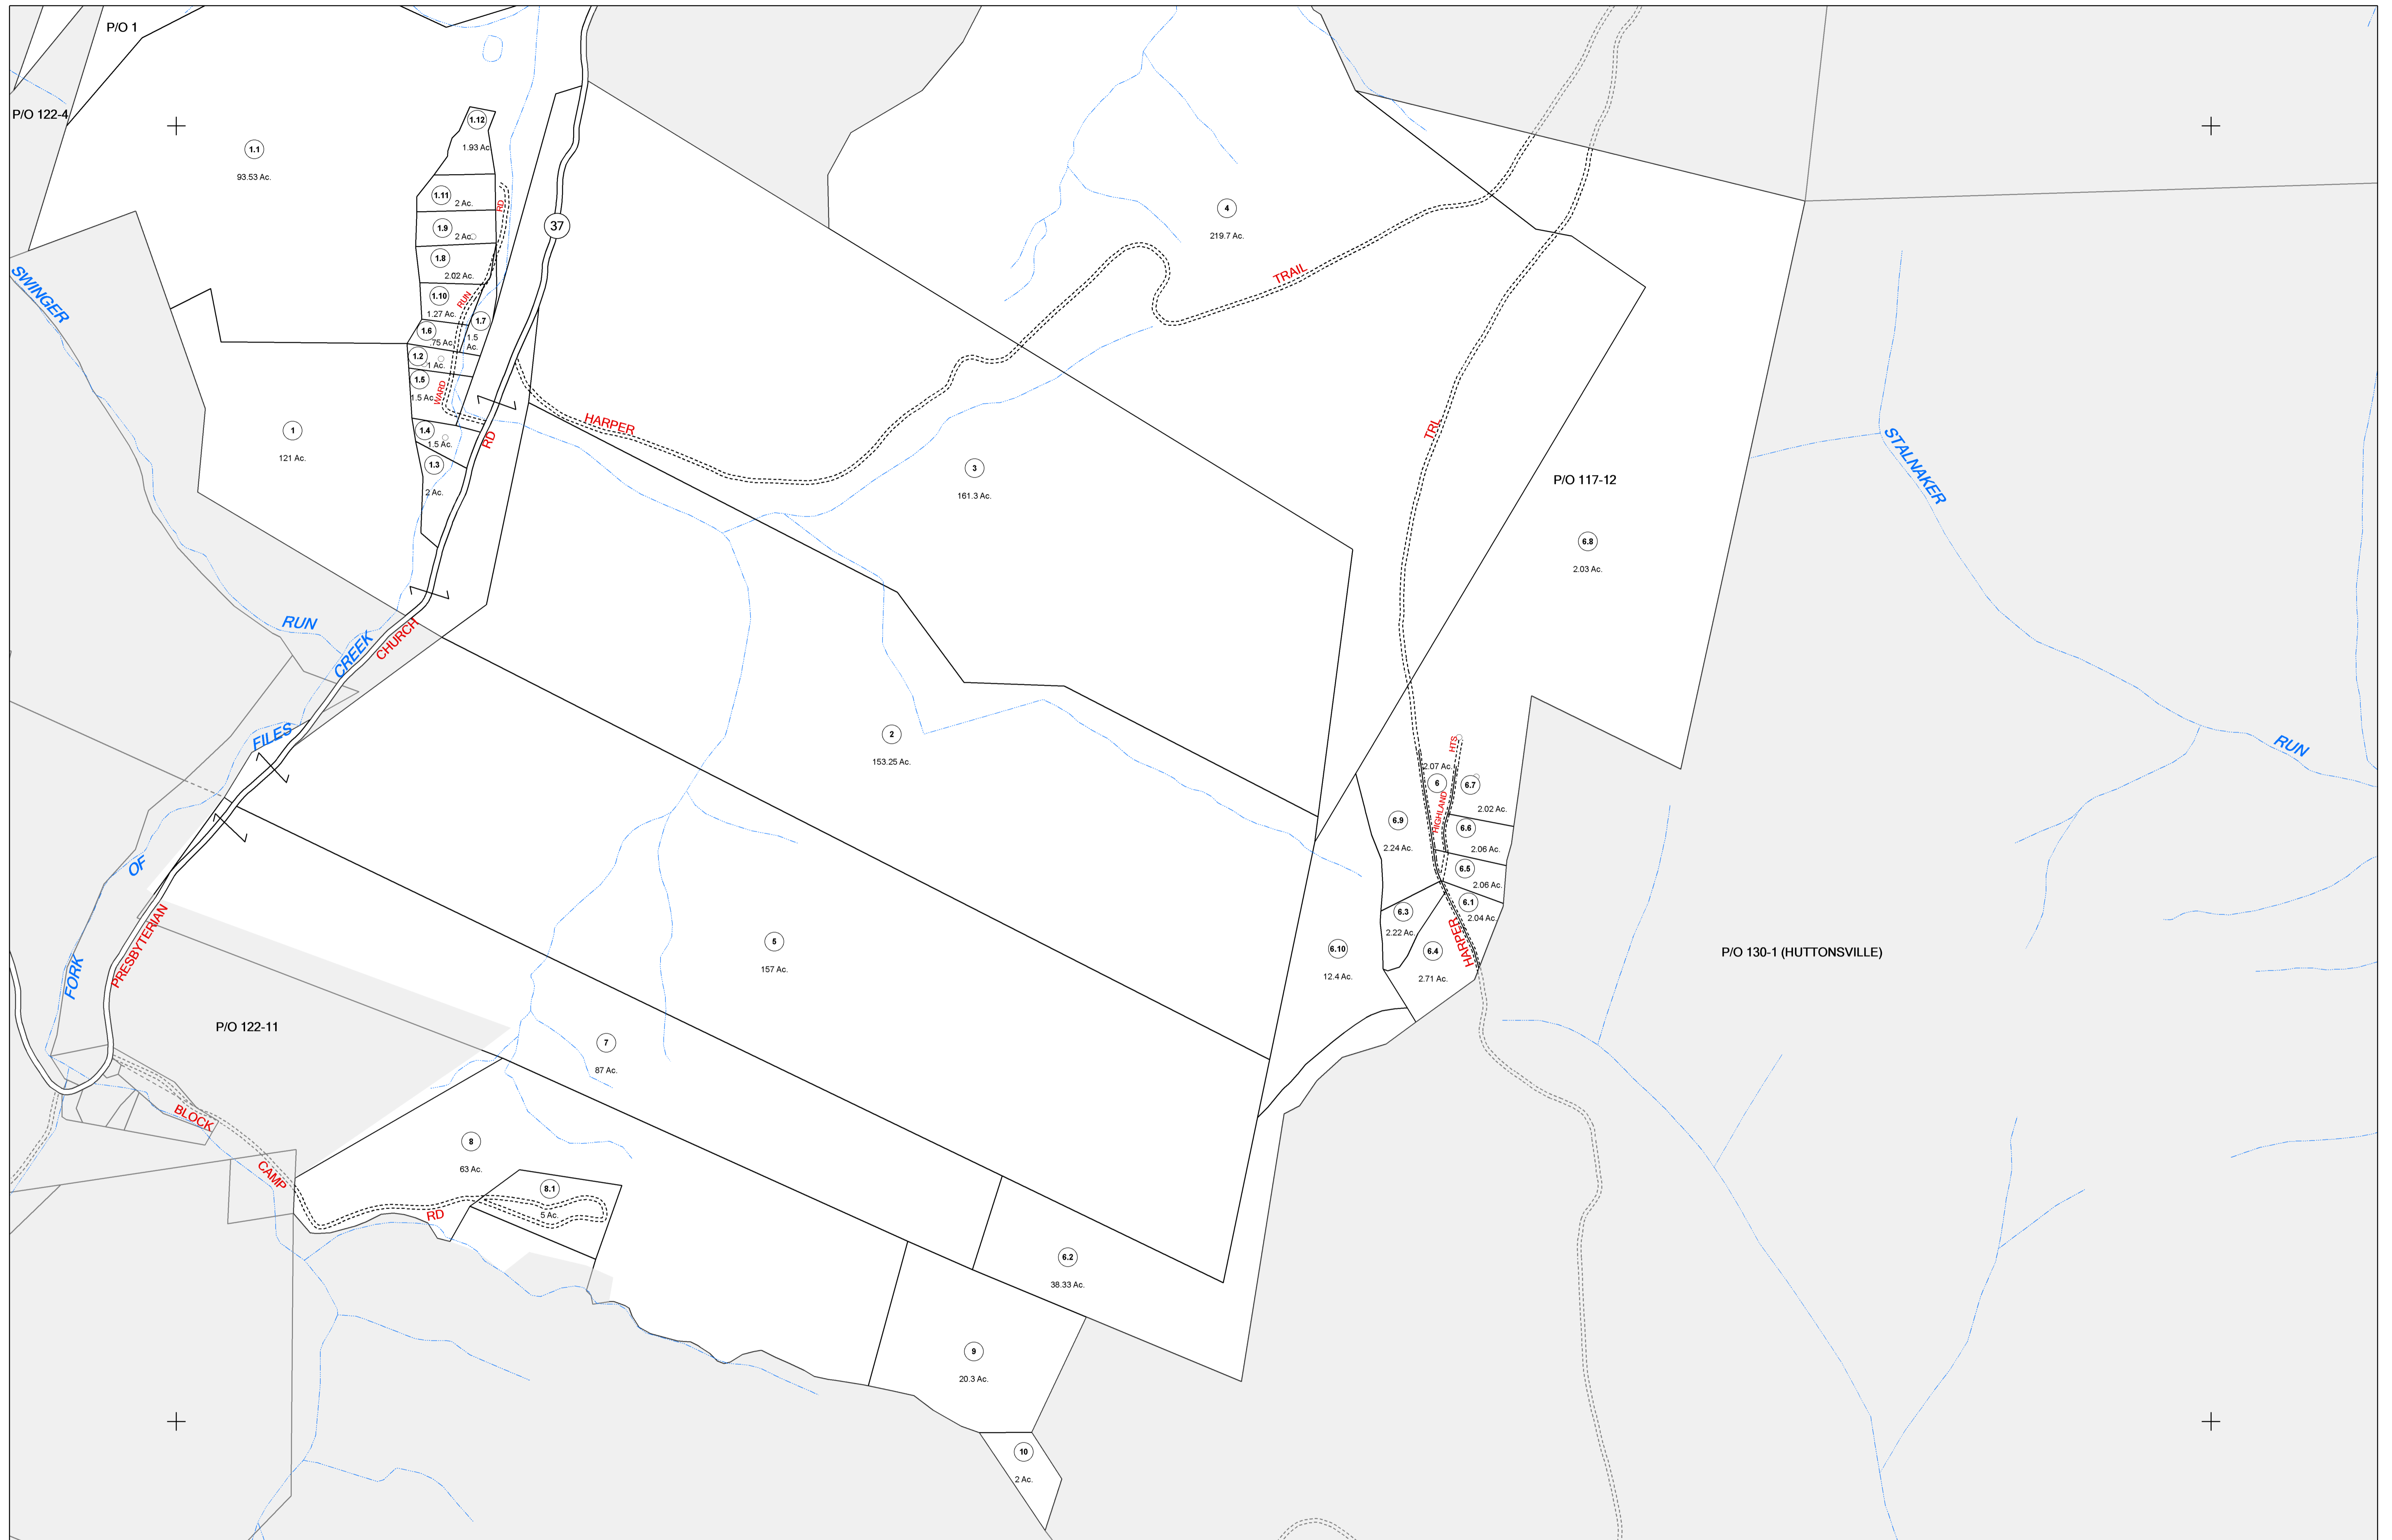 P/O 1
P/O 122-4
1.1
93.53 Ac.
1.12
1.93 Ac.
1.11
2 Ac.
RD
1.9
2 Ac.
37
1.8
2.02 Ac.
1.10
1.27 Ac.
RUN
1.7
1.5
Ac.
1.6
.75 Ac.
1.2
1 Ac.
1.5
1.5 Ac.
WARD
1.4
1.5 Ac.
1.3
2 Ac.
RD
4
219.7 Ac.
TRAIL
SWINGER
1
121 Ac.
HARPER
3
161.3 Ac.
TRL
P/O 117-12
6.8
2.03 Ac.
STALNAKER
RUN
CREEK
CHURCH
FILES
2
153.25 Ac.
HTS
2.07 Ac.
6
6.7
2.02 Ac.
HIGHLAND
6.9
2.24 Ac.
6.6
2.06 Ac.
6.5
2.06 Ac.
6.1
2.04 Ac.
6.3
2.22 Ac.
HARPER
6.4
2.71 Ac.
6.10
12.4 Ac.
RUN
P/O 130-1 (HUTTONSVILLE)
OF
FORK
PRESBYTERIAN
5
157 Ac.
P/O 122-11
7
87 Ac.
BLOCK
CAMP
RD
8
63 Ac.
8.1
5 Ac.
6.2
38.33 Ac.
9
20.3 Ac.
10
2 Ac.